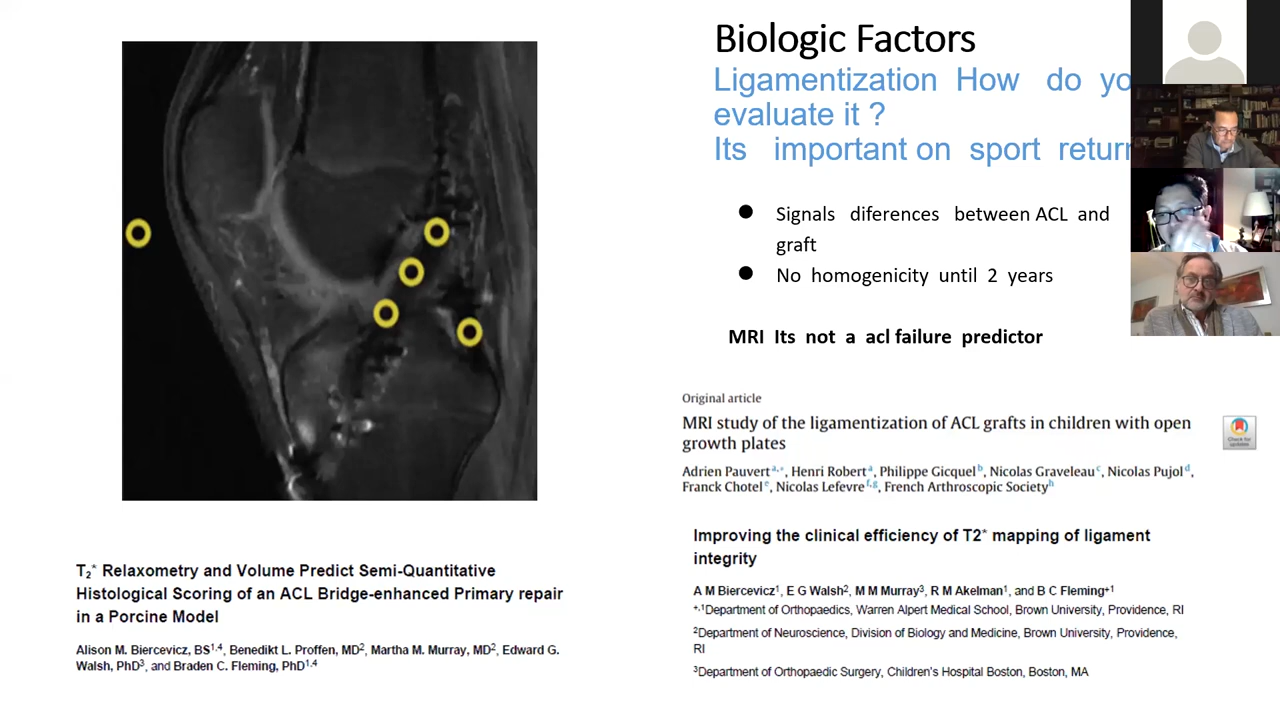 Biologic Factors
Ligamentization How do yo
evaluate it ?
Its important on sport return
● Signals diferences between ACL and
graft
● No homogenicity until 2 years
MRI Its not a acl failure predictor
Original article
MRI study of the ligamentization of ACL grafts in children with open
growth plates
Adrien Pauvert a,*, Henri Robert a, Philippe Gicquel b, Nicolas Graveleau c, Nicolas Pujol d,
Franck Chotel e, Nicolas Lefevre f,g, French Arthroscopic Society h
Check for
updates
Improving the clinical efficiency of T2* mapping of ligament
integrity
A M Biercevicz1, E G Walsh2, M M Murray3, R M Akelman1, and B C Fleming+1
+,1Department of Orthopaedics, Warren Alpert Medical School, Brown University, Providence, RI
2Department of Neuroscience, Division of Biology and Medicine, Brown University, Providence,
RI
3Department of Orthopaedic Surgery, Children's Hospital Boston, Boston, MA
T2* Relaxometry and Volume Predict Semi-Quantitative
Histological Scoring of an ACL Bridge-enhanced Primary repair
in a Porcine Model
Alison M. Biercevicz, BS1,4, Benedikt L. Proffen, MD2, Martha M. Murray, MD2, Edward G.
Walsh, PhD3, and Braden C. Fleming, PhD1,4